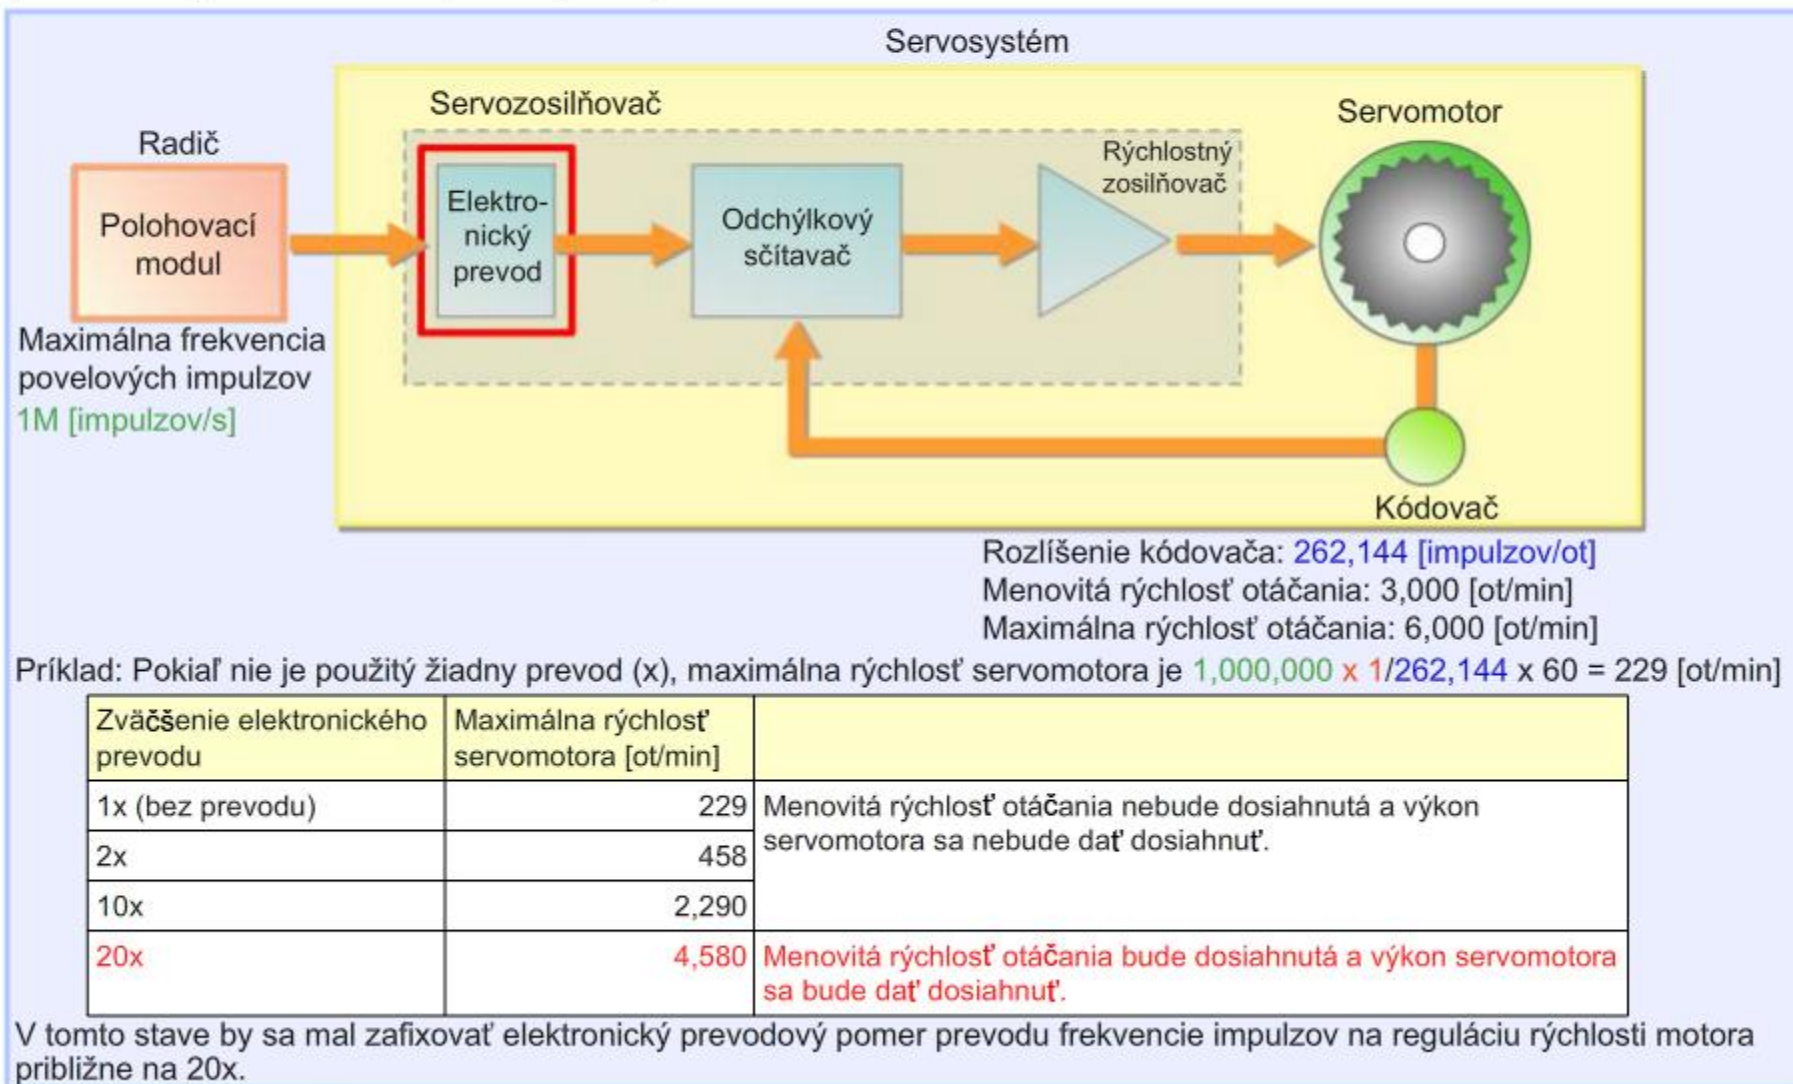 Servosystém
Servozosilňovač
Servomotor
Radič
Rýchlostný
zosilňovač
Polohovací
modul
Elektro-
nický
prevod
Odchýlkový
sčítavač
Maximálna frekvencia
povelových impulzov
1M [impulzov/s]
Kódovač
Rozlíšenie kódovača: 262,144 [impulzov/ot]
Menovitá rýchlosť otáčania: 3,000 [ot/min]
Maximálna rýchlosť otáčania: 6,000 [ot/min]
Príklad: Pokiaľ nie je použitý žiadny prevod (x), maximálna rýchlosť servomotora je 1,000,000 x 1/262,144 x 60 = 229 [ot/min]
Zväčšenie elektronického
prevodu
Maximálna rýchlosť
servomotora [ot/min]
1x (bez prevodu)
229
Menovitá rýchlosť otáčania nebude dosiahnutá a výkon
servomotora sa nebude dať dosiahnuť.
2x
458
10x
2,290
20x
4,580
Menovitá rýchlosť otáčania bude dosiahnutá a výkon servomotora
sa bude dať dosiahnuť.
V tomto stave by sa mal zafixovať elektronický prevodový pomer prevodu frekvencie impulzov na reguláciu rýchlosti motora
približne na 20x.